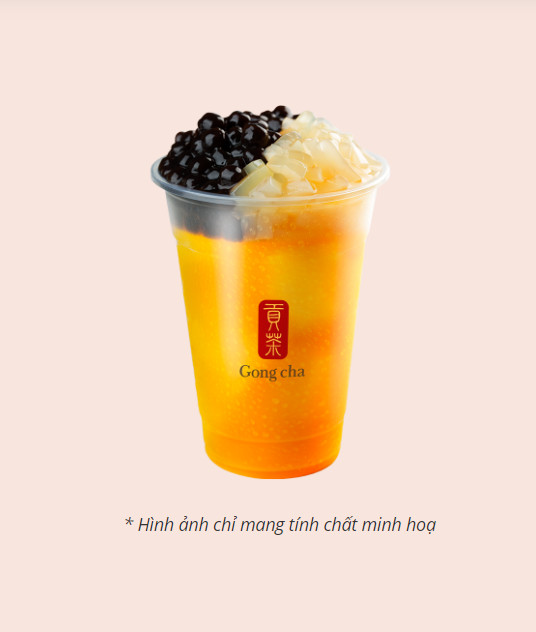 貢
茶
Gong cha
* Hình ảnh chỉ mang tính chất minh hoạ